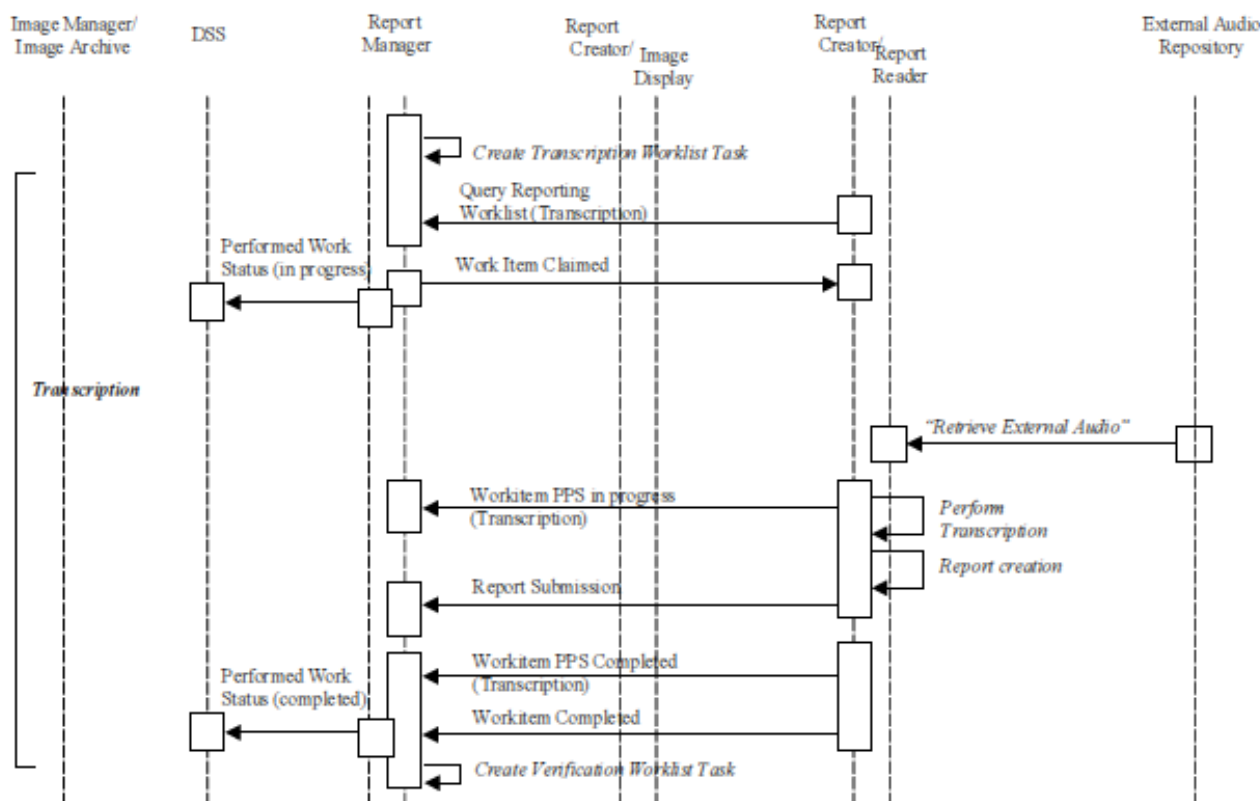 Image Manager/
Image Archive
DSS
Report
Manager
Report
Creator/
Image
Display
Report
Creator/
Report
Reader
External Audio
Repository
Create Transcription Worklist Task
Query Reporting
Worklist (Transcription)
Performed Work
Status (in progress)
Work Item Claimed
Transcription
“Retrieve External Audio”
Workitem PPS in progress
(Transcription)
Perform
Transcription
Report creation
Report Submission
Workitem PPS Completed
(Transcription)
Performed Work
Status (completed)
Workitem Completed
Create Verification Worklist Task